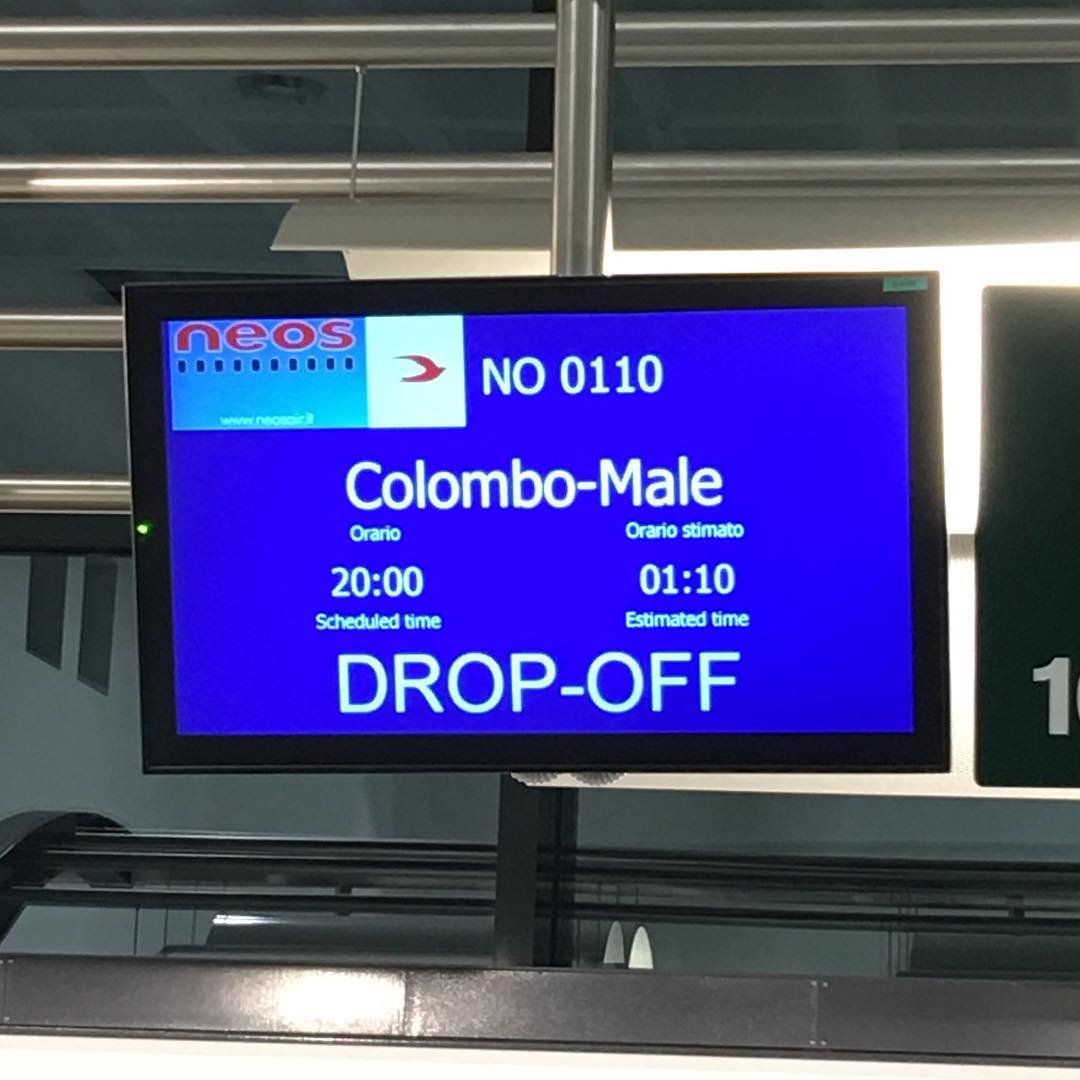 neos
www.neosair.it
NO 0110
Colombo-Male
Orario
Orario stimato
20:00
01:10
Scheduled time
Estimated time
DROP-OFF